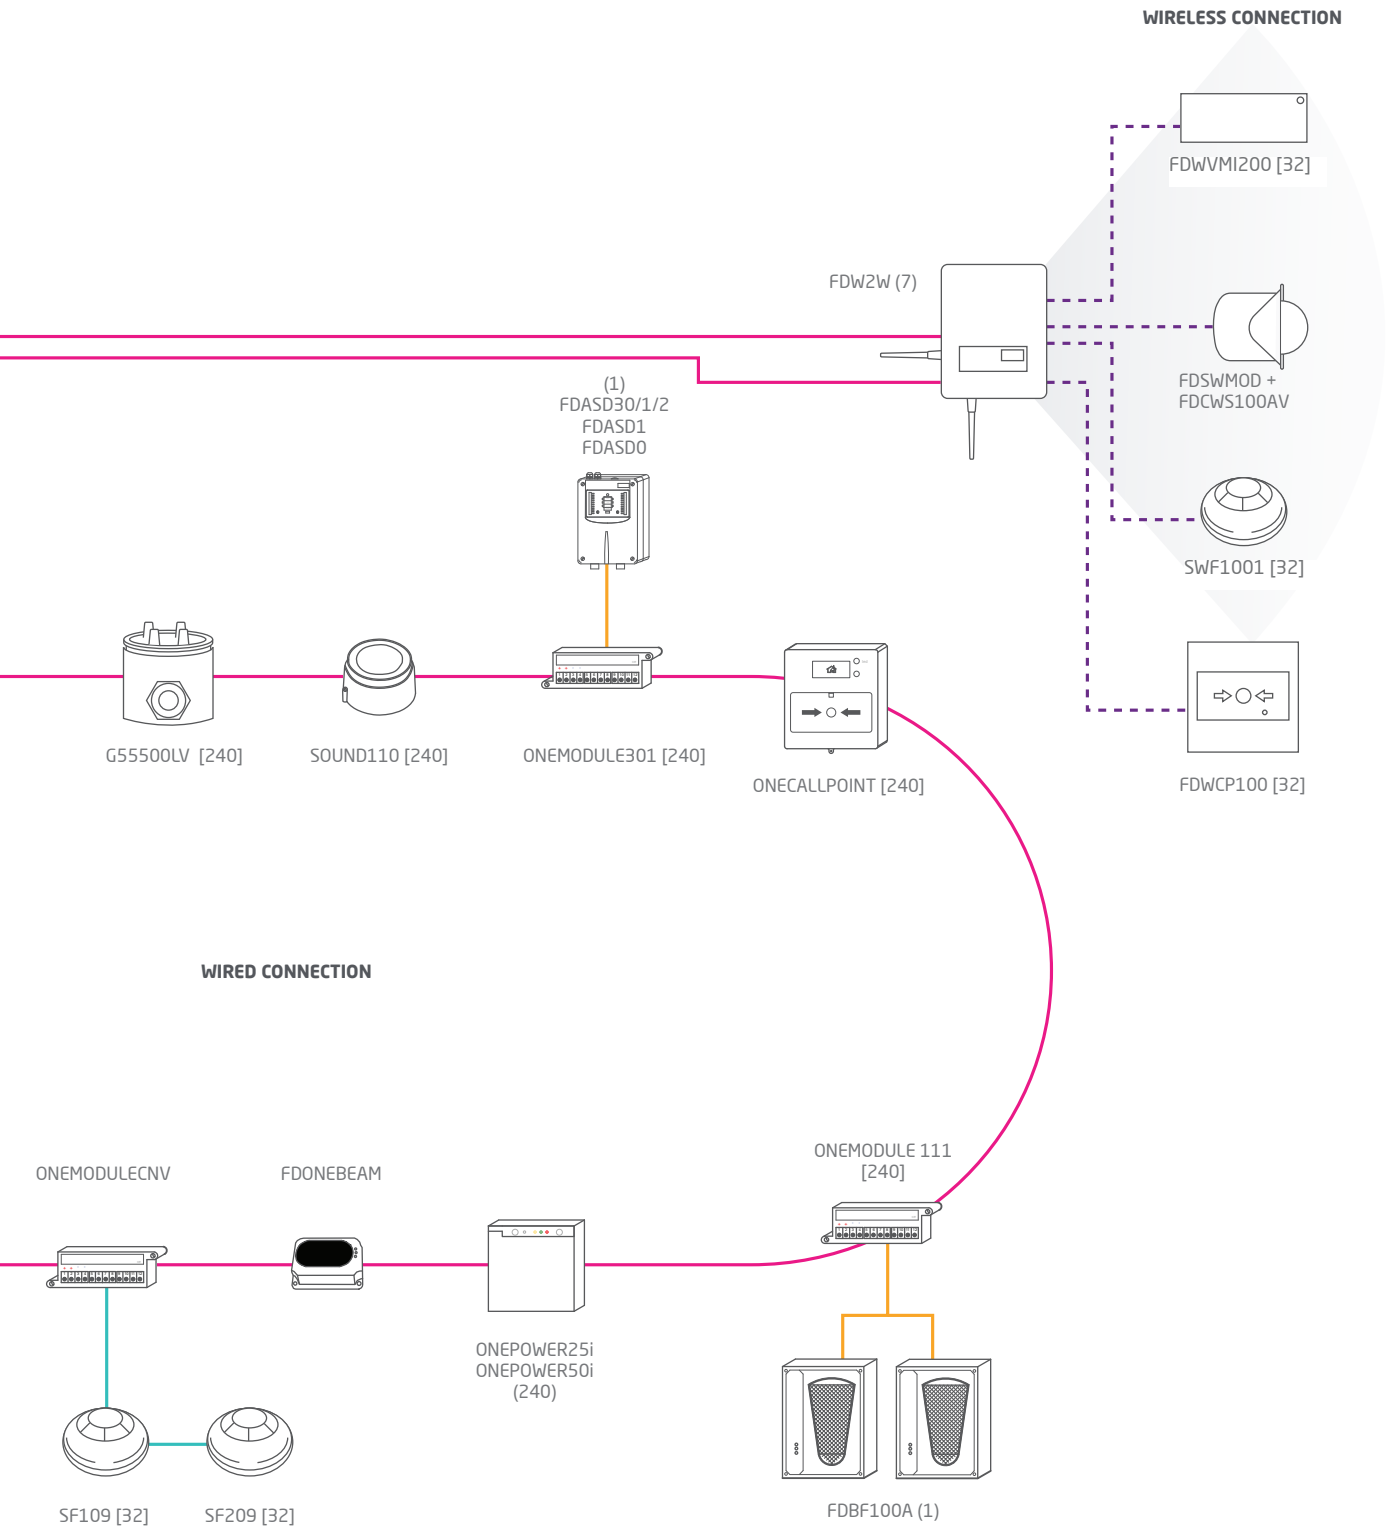 WIRELESS CONNECTION
FDWVMI200 [32]
FDW2W (7)
FDSWMOD +
FDCWS100AV
(1)
FDASD30/1/2
FDASD1
FDASD0
SWF1001 [32]
G55500LV [240]
SOUND110 [240]
ONEMODULE301 [240]
ONECALLPOINT [240]
FDWCP100 [32]
WIRED CONNECTION
ONEMODULECNV
FDONEBEAM
ONEMODULE 111
[240]
ONEPOWER25i
ONEPOWER50i
(240)
SF109 [32]
SF209 [32]
FDBF100A (1)